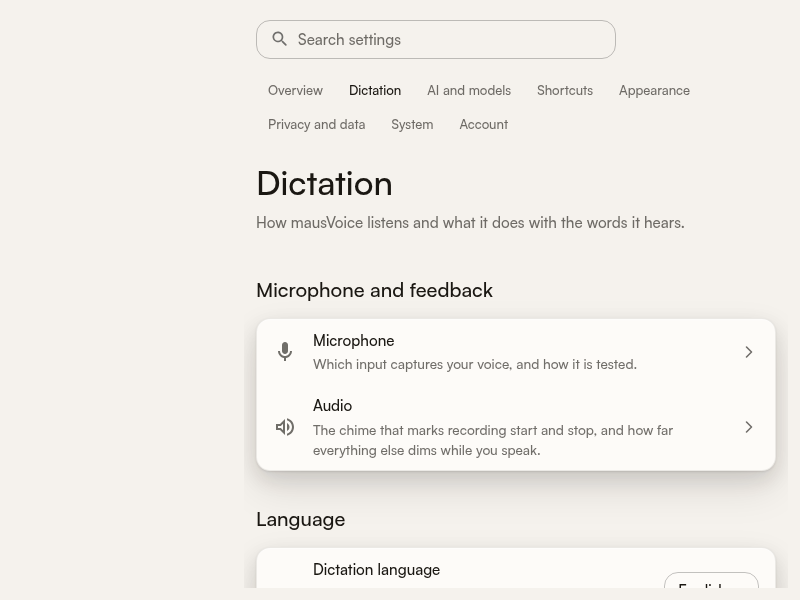 Search settings
Overview Dictation AI and models Shortcuts Appearance
Privacy and data System Account
Dictation
How mausVoice listens and what it does with the words it hears.
Microphone and feedback
Microphone
Which input captures your voice, and how it is tested.
Audio
The chime that marks recording start and stop, and how far
everything else dims while you speak.
Language
Dictation language